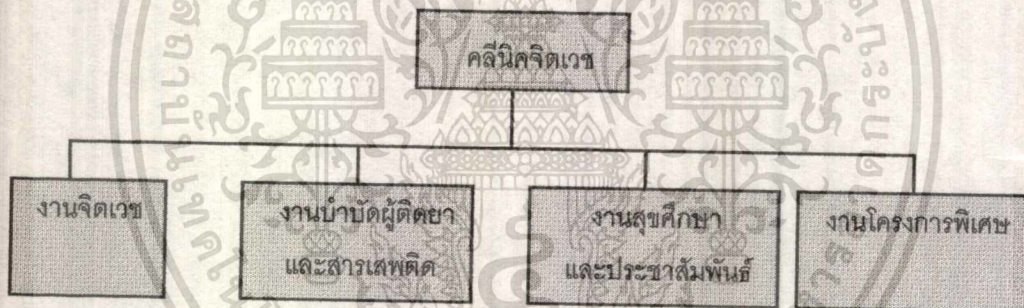 คลีนิคจิตเวช
งานจิตเวช
งานบำบัดผู้ติดยา
และสารเสพติด
งานสุขศึกษา
และประชาสัมพันธ์
งานโครงการพิเศษ